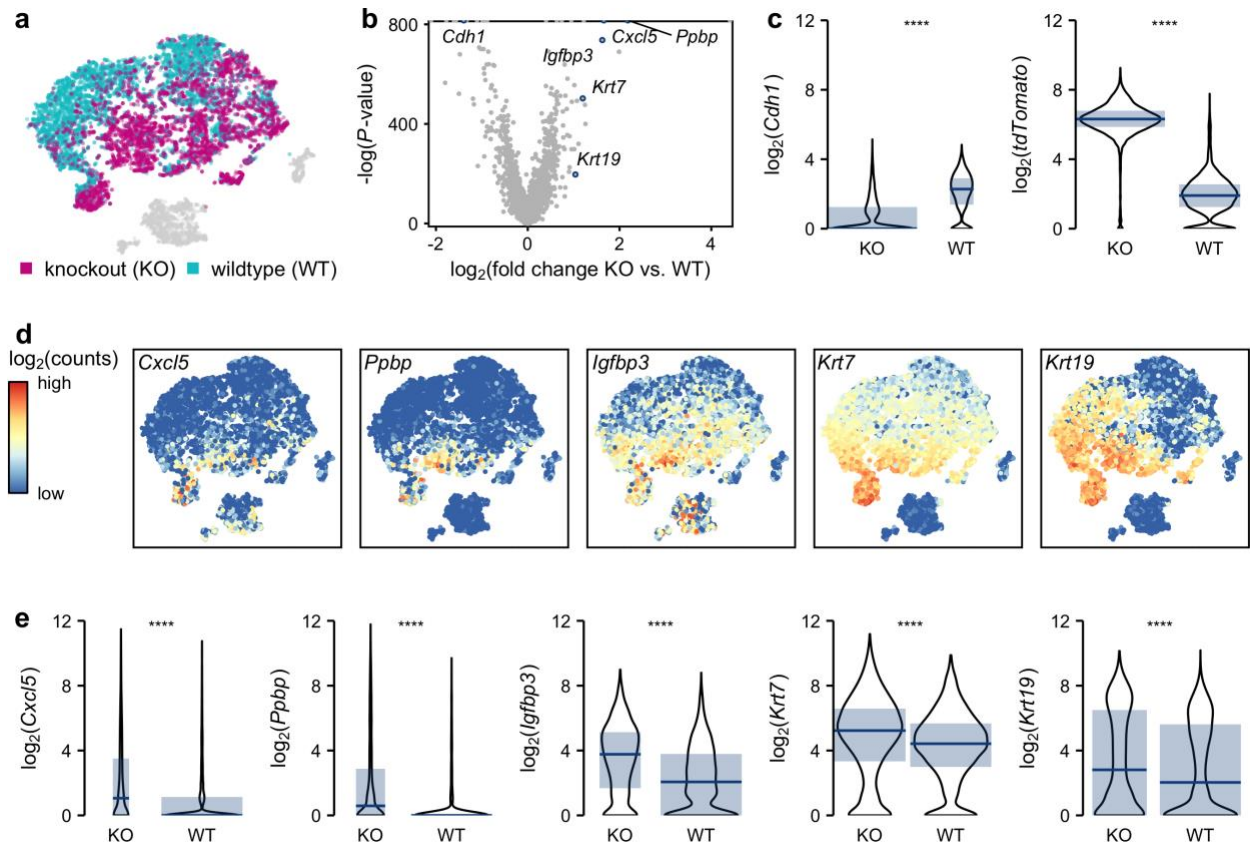 a
knockout (KO) wildtype (WT)
b
800
400
0
-log(P-value)
Cdh1
Cxcl5
Ppbp
Igfbp3
Krt7
Krt19
-2 0 2 4
log2(fold change KO vs. WT)
c
12
8
4
0
log2(Cdh1)
****
KO WT
12
8
4
0
log2(tdTomato)
****
KO WT
d
log2(counts)
high
low
Cxcl5
Ppbp
Igfbp3
Krt7
Krt19
e
12
8
4
0
log2(Cxcl5)
****
KO WT
12
8
4
0
log2(Ppbp)
****
KO WT
12
8
4
0
log2(Igfbp3)
****
KO WT
12
8
4
0
log2(Krt7)
****
KO WT
12
8
4
0
log2(Krt19)
****
KO WT